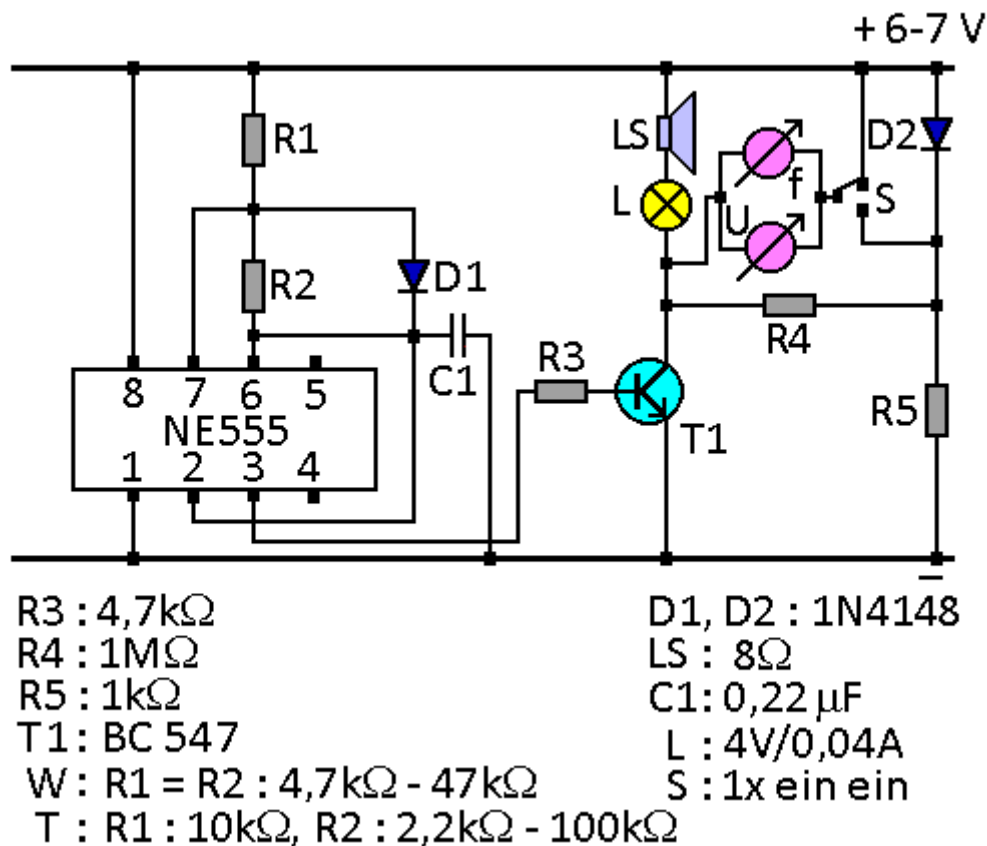 + 6-7 V
R1
LS
D2
f
L
S
U
R2
D1
R4
C1
R3
8 7 6 5
R5
NE555
T1
1 2 3 4
–
R3 : 4,7kΩ
R4 : 1MΩ
R5 : 1kΩ
T1 : BC 547
W : R1 = R2 : 4,7kΩ - 47kΩ
T : R1 : 10kΩ, R2 : 2,2kΩ - 100kΩ
D1, D2 : 1N4148
LS : 8Ω
C1: 0,22 μF
L : 4V/0,04A
S : 1x ein ein